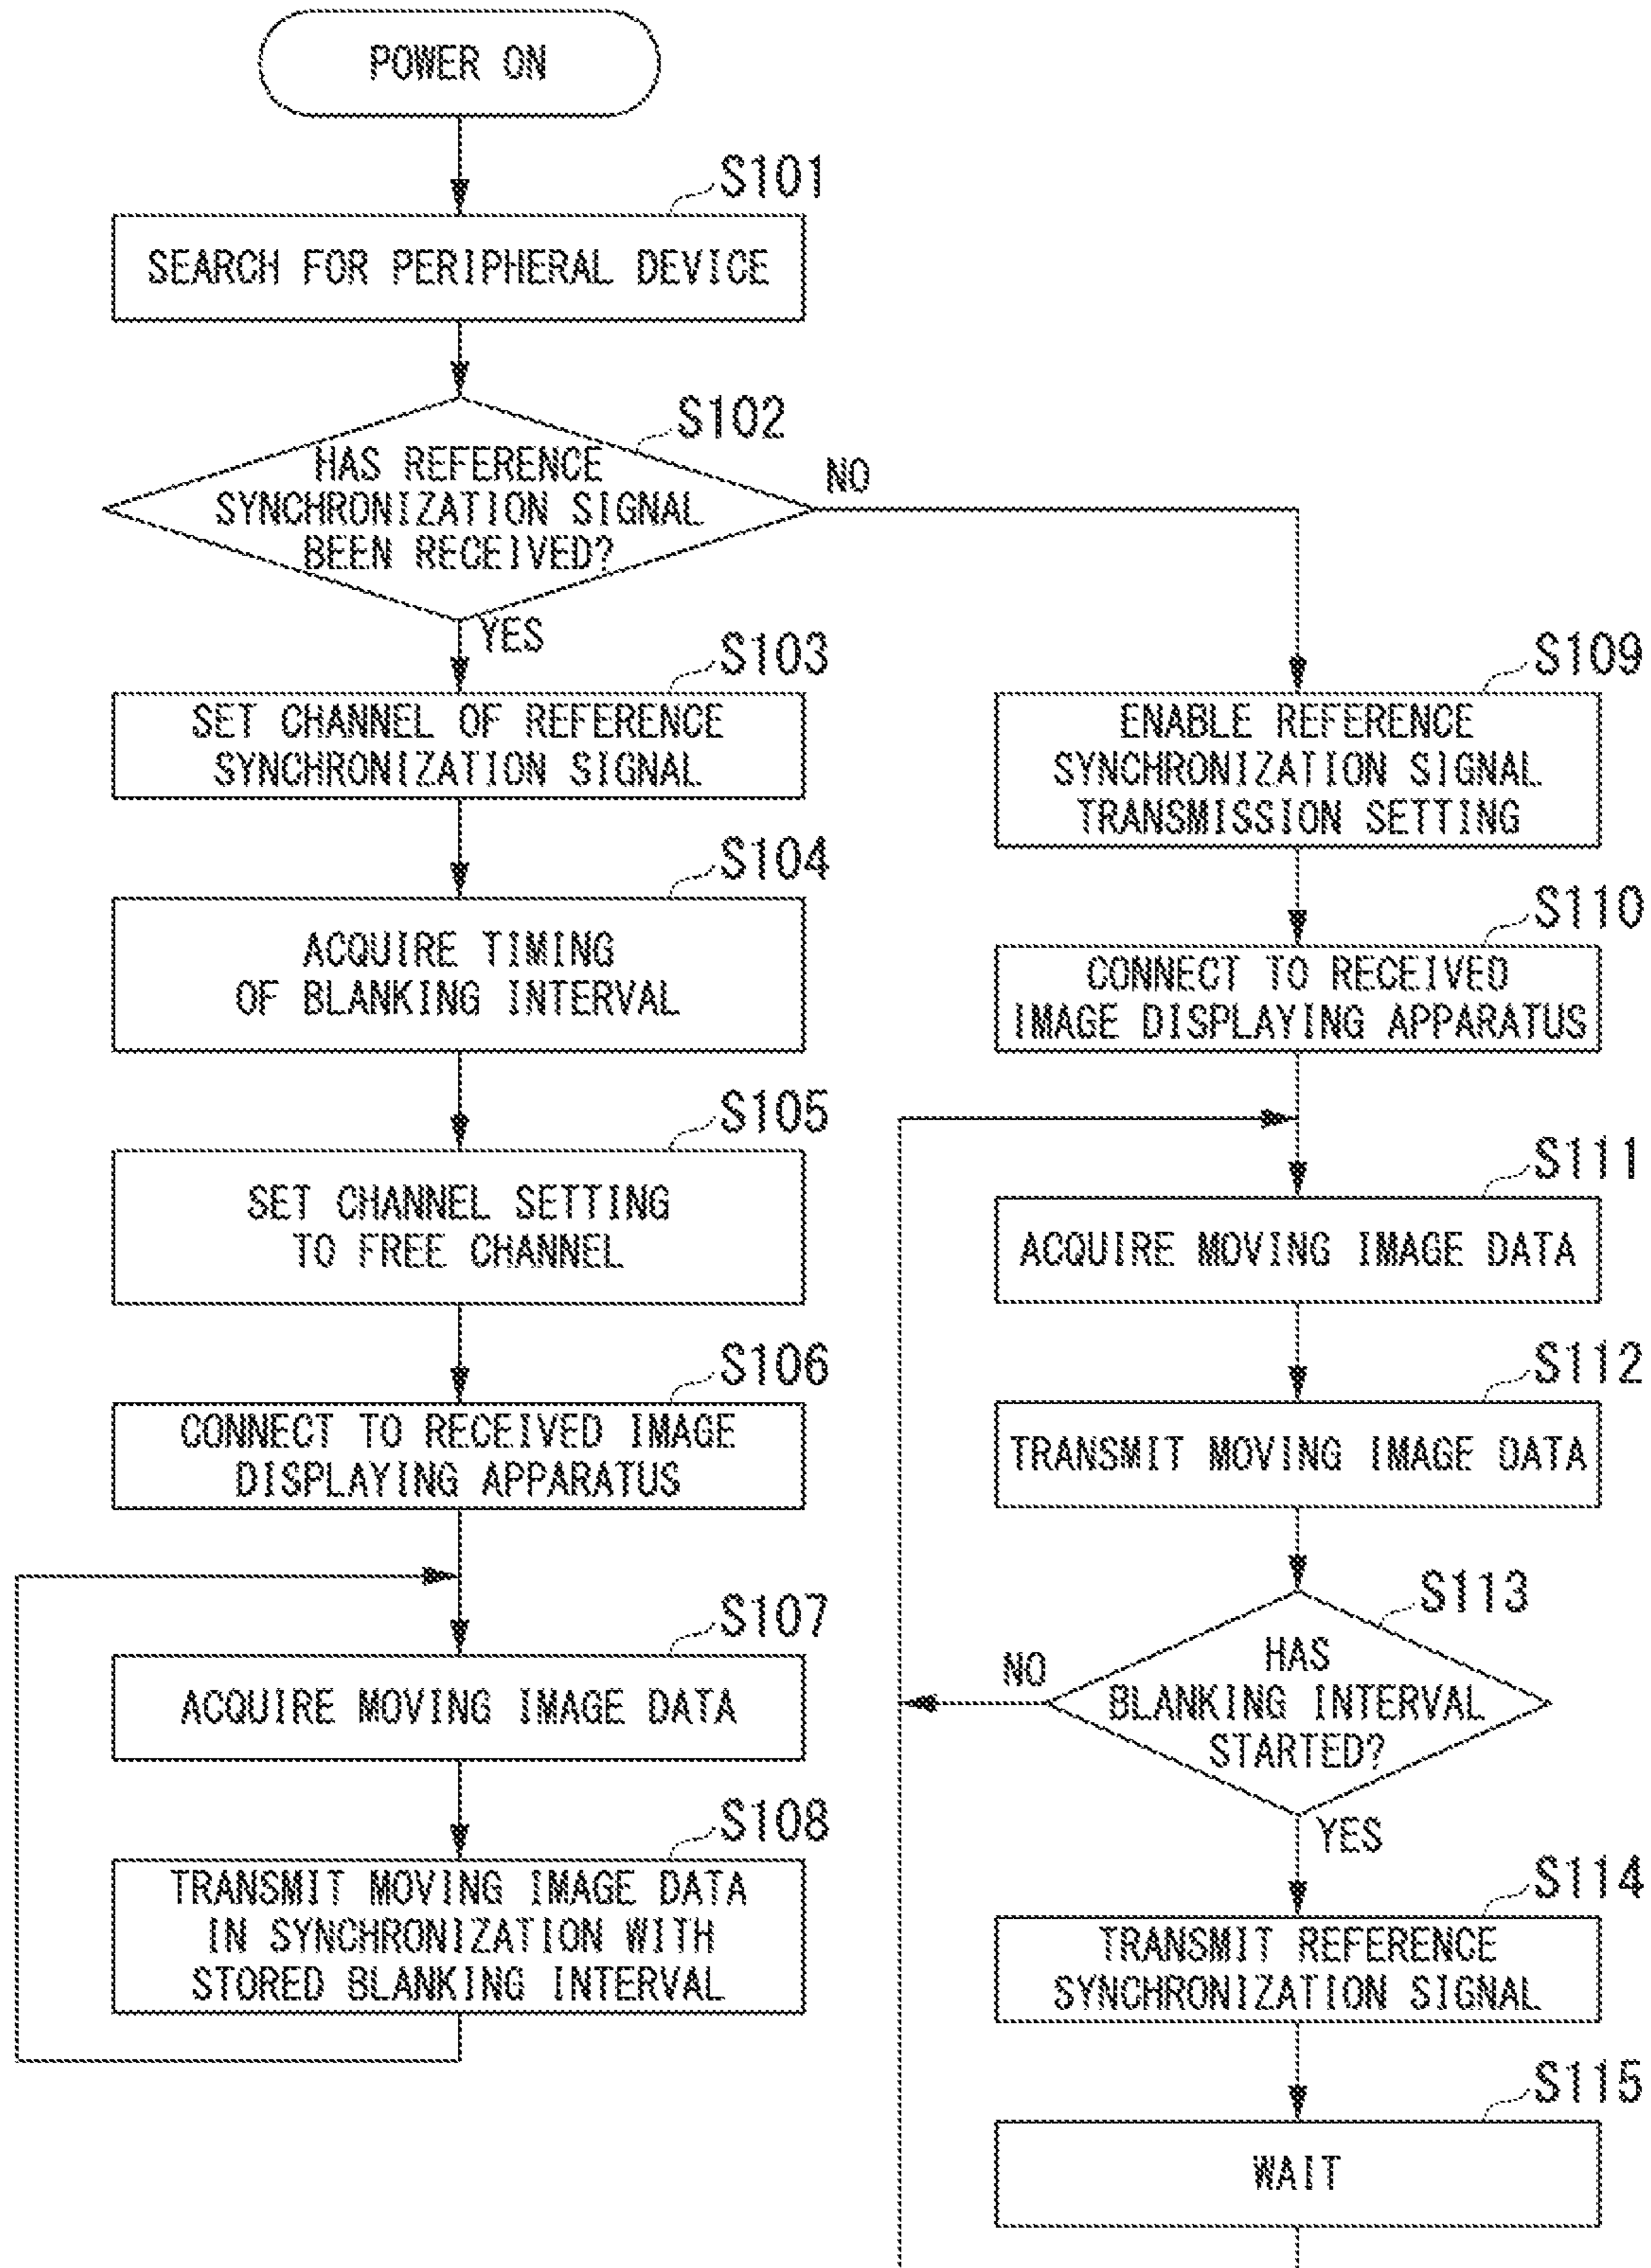 POWER ON
S101
SEARCH FOR PERIPHERAL DEVICE
S102
HAS REFERENCE
SYNCHRONIZATION SIGNAL
BEEN RECEIVED?
NO
YES
S103
SET CHANNEL OF REFERENCE
SYNCHRONIZATION SIGNAL
S104
ACQUIRE TIMING
OF BLANKING INTERVAL
S105
SET CHANNEL SETTING
TO FREE CHANNEL
S106
CONNECT TO RECEIVED IMAGE
DISPLAYING APPARATUS
S107
ACQUIRE MOVING IMAGE DATA
S108
TRANSMIT MOVING IMAGE DATA
IN SYNCHRONIZATION WITH
STORED BLANKING INTERVAL
S109
ENABLE REFERENCE
SYNCHRONIZATION SIGNAL
TRANSMISSION SETTING
S110
CONNECT TO RECEIVED
IMAGE DISPLAYING APPARATUS
S111
ACQUIRE MOVING IMAGE DATA
S112
TRANSMIT MOVING IMAGE DATA
S113
HAS
BLANKING INTERVAL
STARTED?
NO
YES
S114
TRANSMIT REFERENCE
SYNCHRONIZATION SIGNAL
S115
WAIT